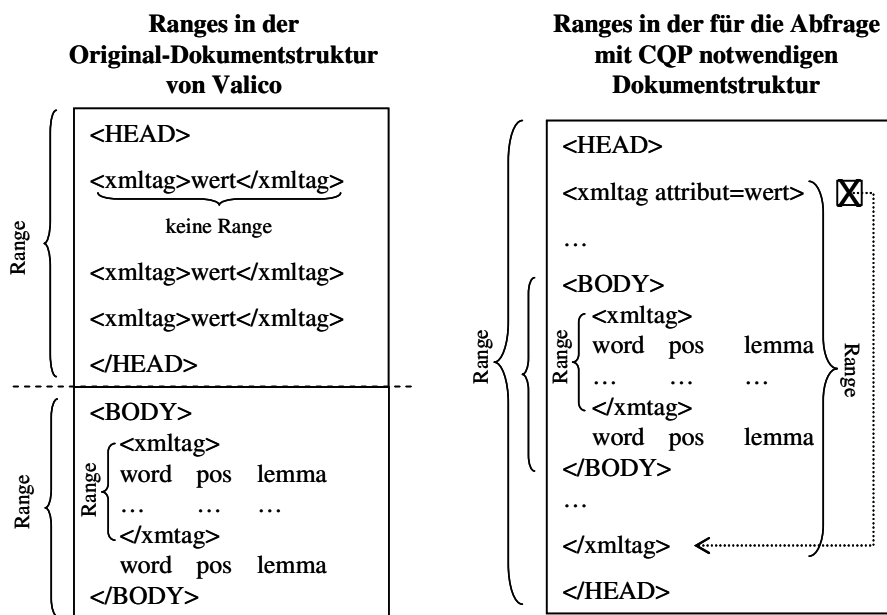 Ranges in der
Original-Dokumentstruktur
von Valico
<HEAD>
<xmltag>wert</xmltag>
keine Range
<xmltag>wert</xmltag>
<xmltag>wert</xmltag>
</HEAD>
Range
<BODY>
<xmltag>
word pos lemma
… … …
</xmtag>
word pos lemma
</BODY>
Range
Range
Ranges in der für die Abfrage
mit CQP notwendigen
Dokumentstruktur
<HEAD>
<xmltag attribut=wert>
X
…
<BODY>
<xmltag>
word pos lemma
… … …
</xmtag>
word pos lemma
</BODY>
…
</xmltag>
</HEAD>
Range
Range
Range